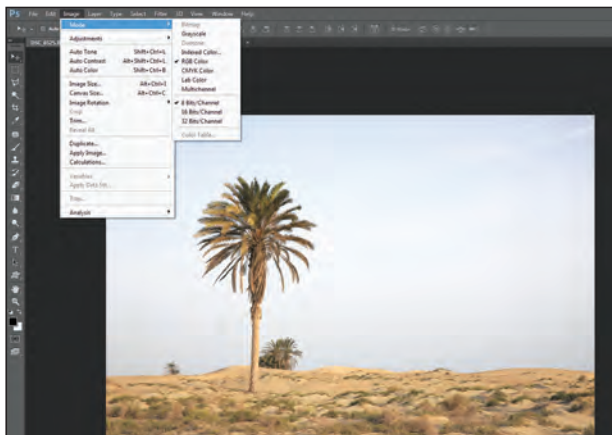 Ps File Edit Image Layer Type Select Filter 3D View Window Help
Mode
Adjustments
Auto Tone Shift+Ctrl+L
Auto Contrast Alt+Shift+Ctrl+L
Auto Color Shift+Ctrl+B
Image Size... Alt+Ctrl+I
Canvas Size... Alt+Ctrl+C
Image Rotation
Crop
Trim...
Reveal All
Duplicate...
Apply Image...
Calculations...
Variables
Apply Data Set...
Trap...
Analysis
Bitmap
Grayscale
Duotone
Indexed Color...
✓ RGB Color
CMYK Color
Lab Color
Multichannel
✓ 8 Bits/Channel
16 Bits/Channel
32 Bits/Channel
Color Table...